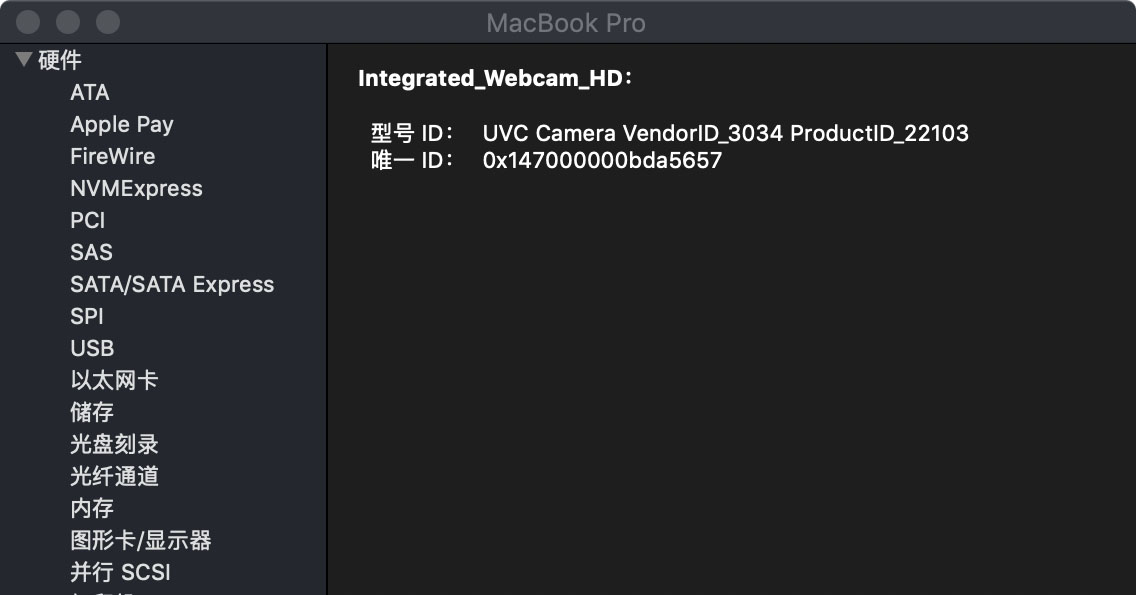 MacBook Pro
硬件
ATA
Apple Pay
FireWire
NVMExpress
PCI
SAS
SATA/SATA Express
SPI
USB
以太网卡
储存
光盘刻录
光纤通道
内存
图形卡/显示器
并行 SCSI
Integrated_Webcam_HD：
型号 ID： UVC Camera VendorID_3034 ProductID_22103
唯一 ID： 0x147000000bda5657